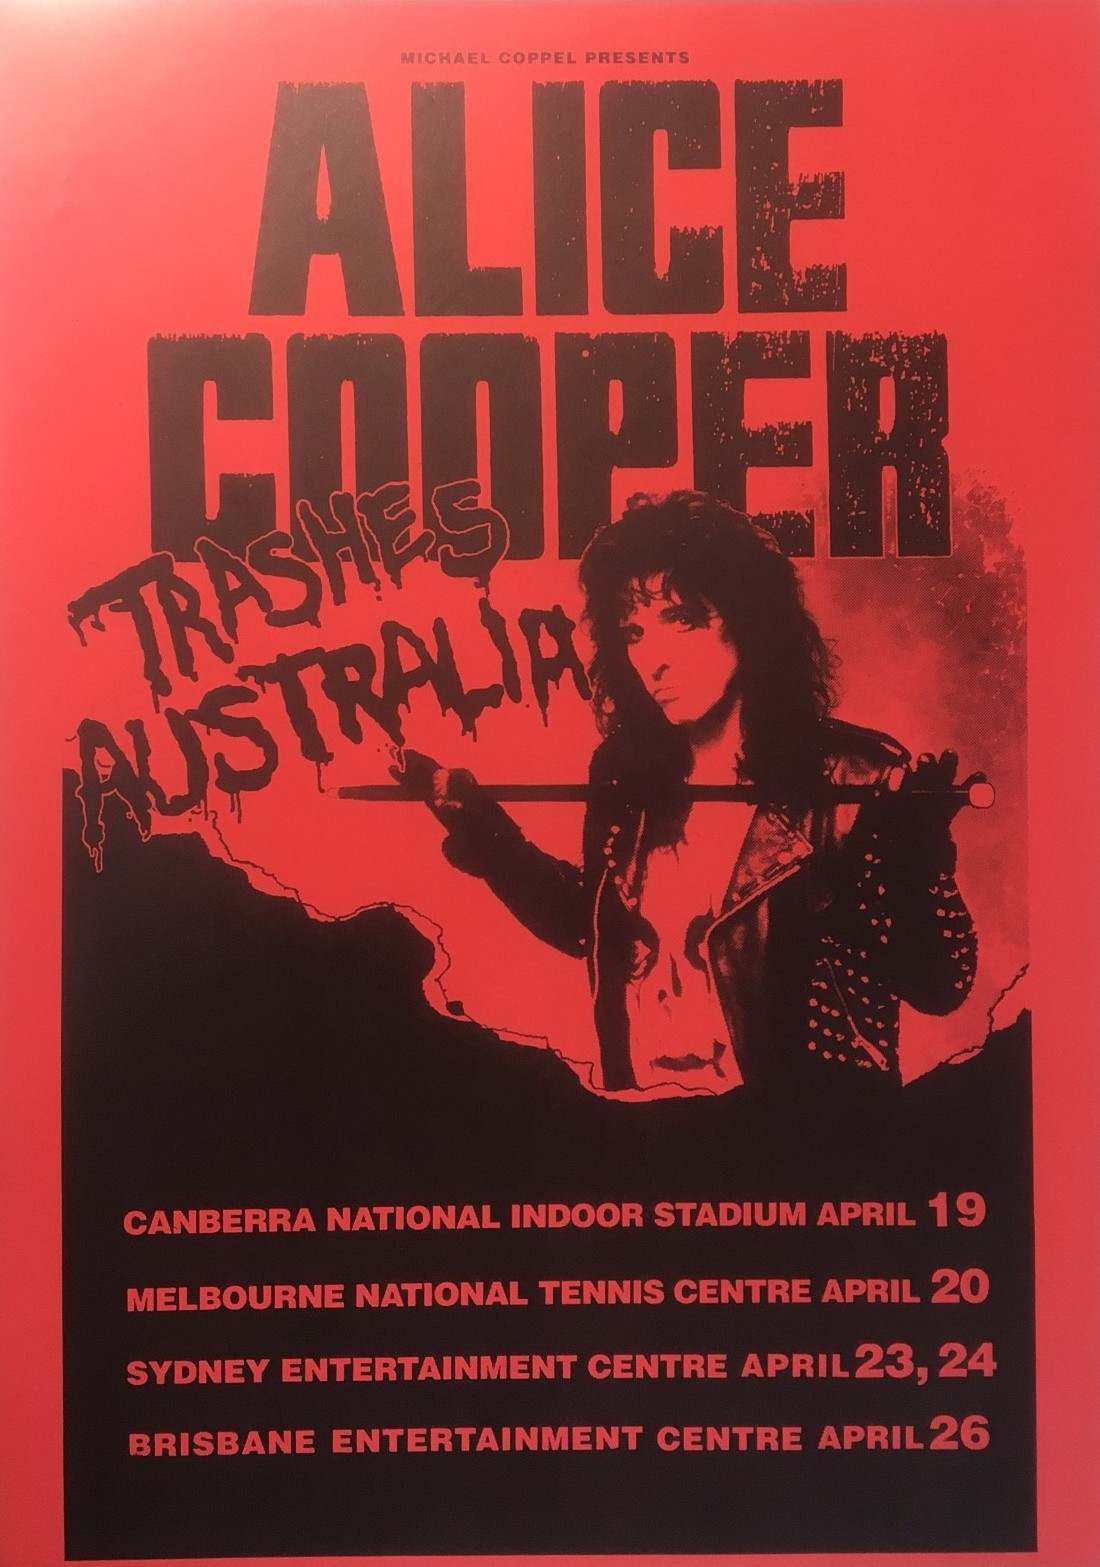 MICHAEL COPPEL PRESENTS
ALICE
COOPER
TRASHES
AUSTRALIA
CANBERRA NATIONAL INDOOR STADIUM APRIL 19
MELBOURNE NATIONAL TENNIS CENTRE APRIL 20
SYDNEY ENTERTAINMENT CENTRE APRIL 23, 24
BRISBANE ENTERTAINMENT CENTRE APRIL 26